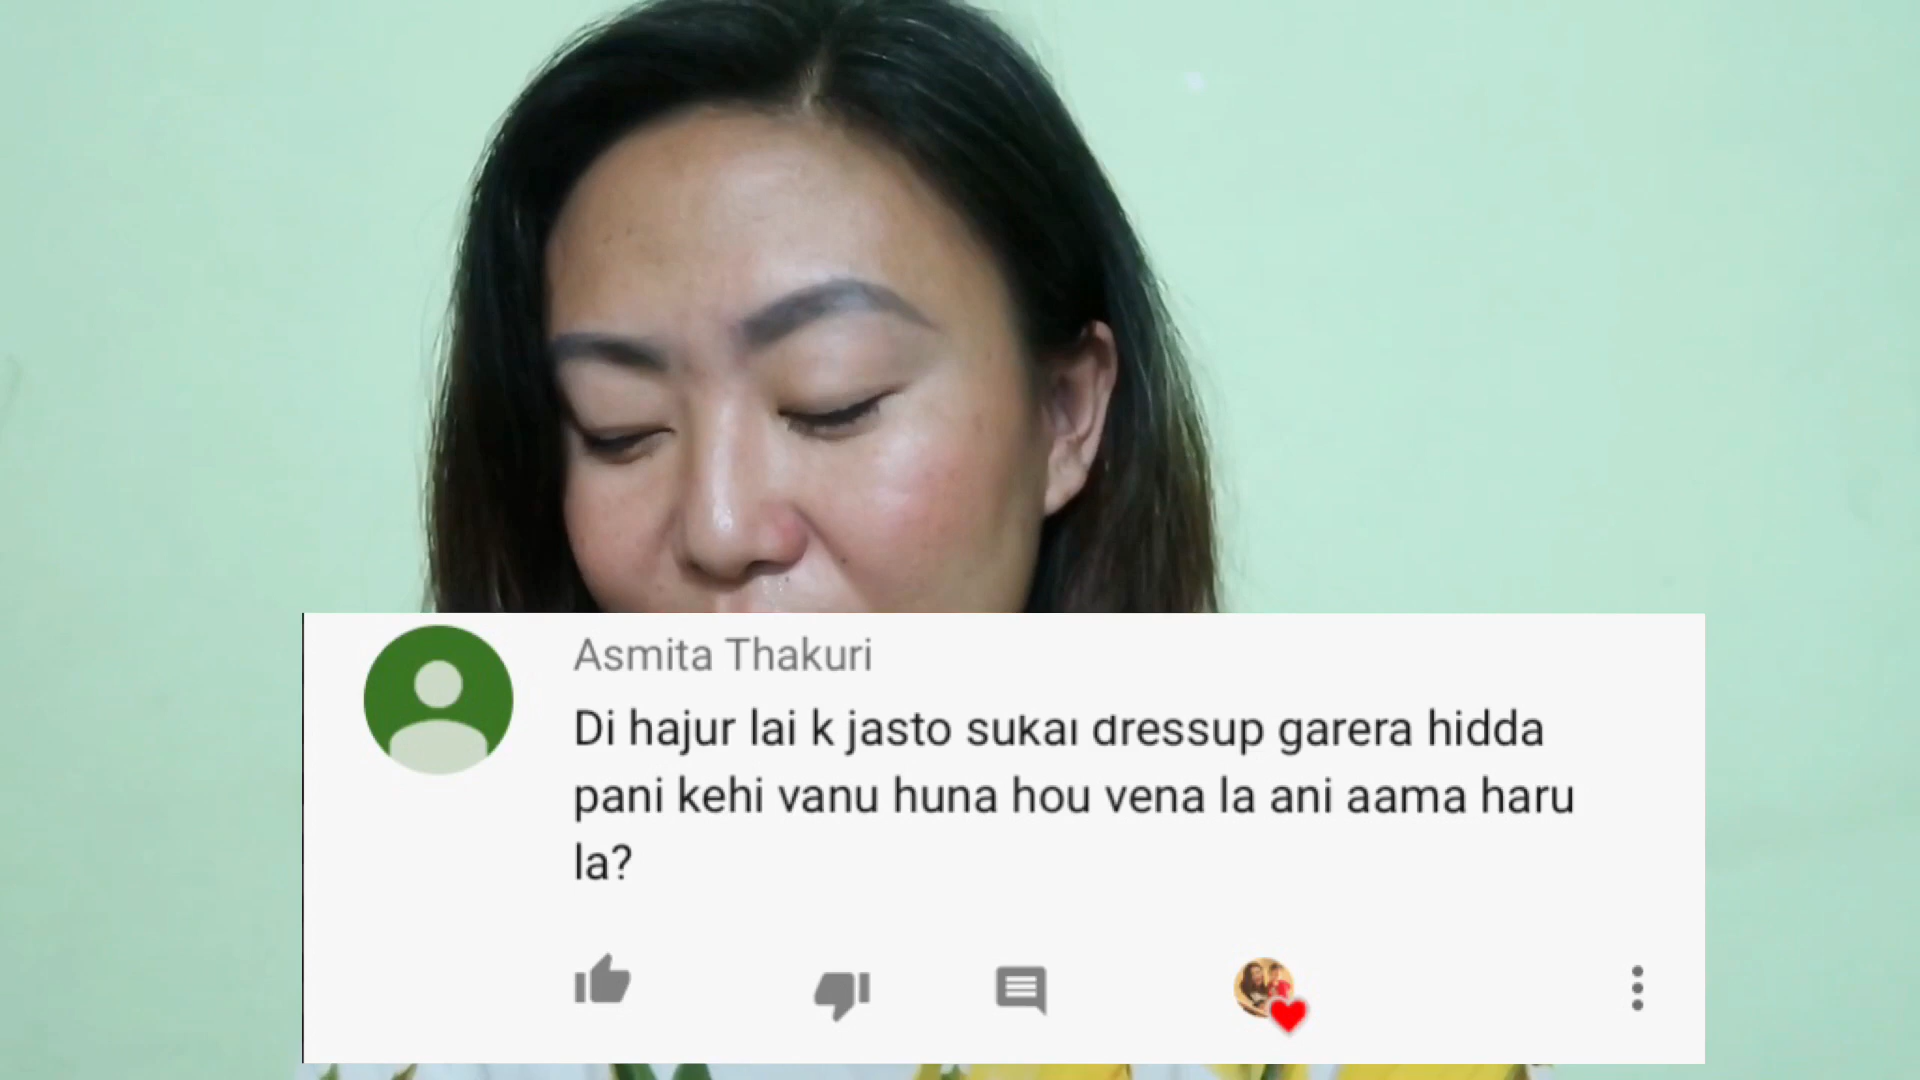 Asmita Thakuri
Di hajur lai k jasto sukai dressup garera hidda
pani kehi vanu huna hou vena la ani aama haru
la?